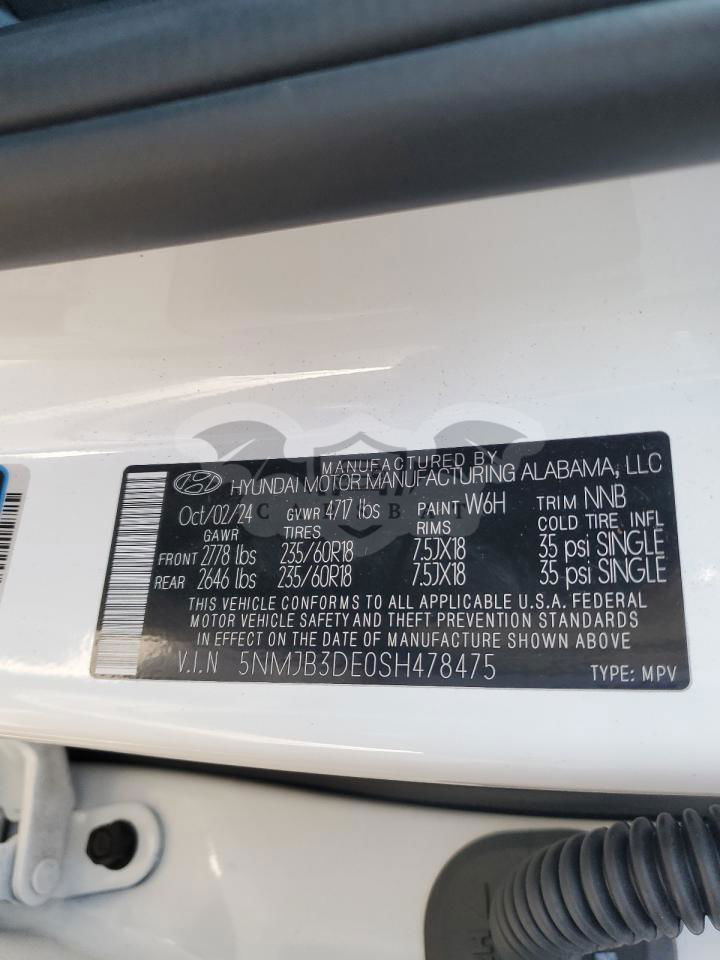 MANUFACTURED BY
HYUNDAI MOTOR MANUFACTURING ALABAMA, LLC
Oct/02/24 GVWR 4717 lbs PAINT W6H TRIM NNB
GAWR TIRES RIMS COLD TIRE INFL
FRONT 2778 lbs 235/60R18 7.5JX18 35 psi SINGLE
REAR 2646 lbs 235/60R18 7.5JX18 35 psi SINGLE
THIS VEHICLE CONFORMS TO ALL APPLICABLE U.S.A. FEDERAL
MOTOR VEHICLE SAFETY AND THEFT PREVENTION STANDARDS
IN EFFECT ON THE DATE OF MANUFACTURE SHOWN ABOVE
V.I.N 5NMJB3DE0SH478475 TYPE: MPV